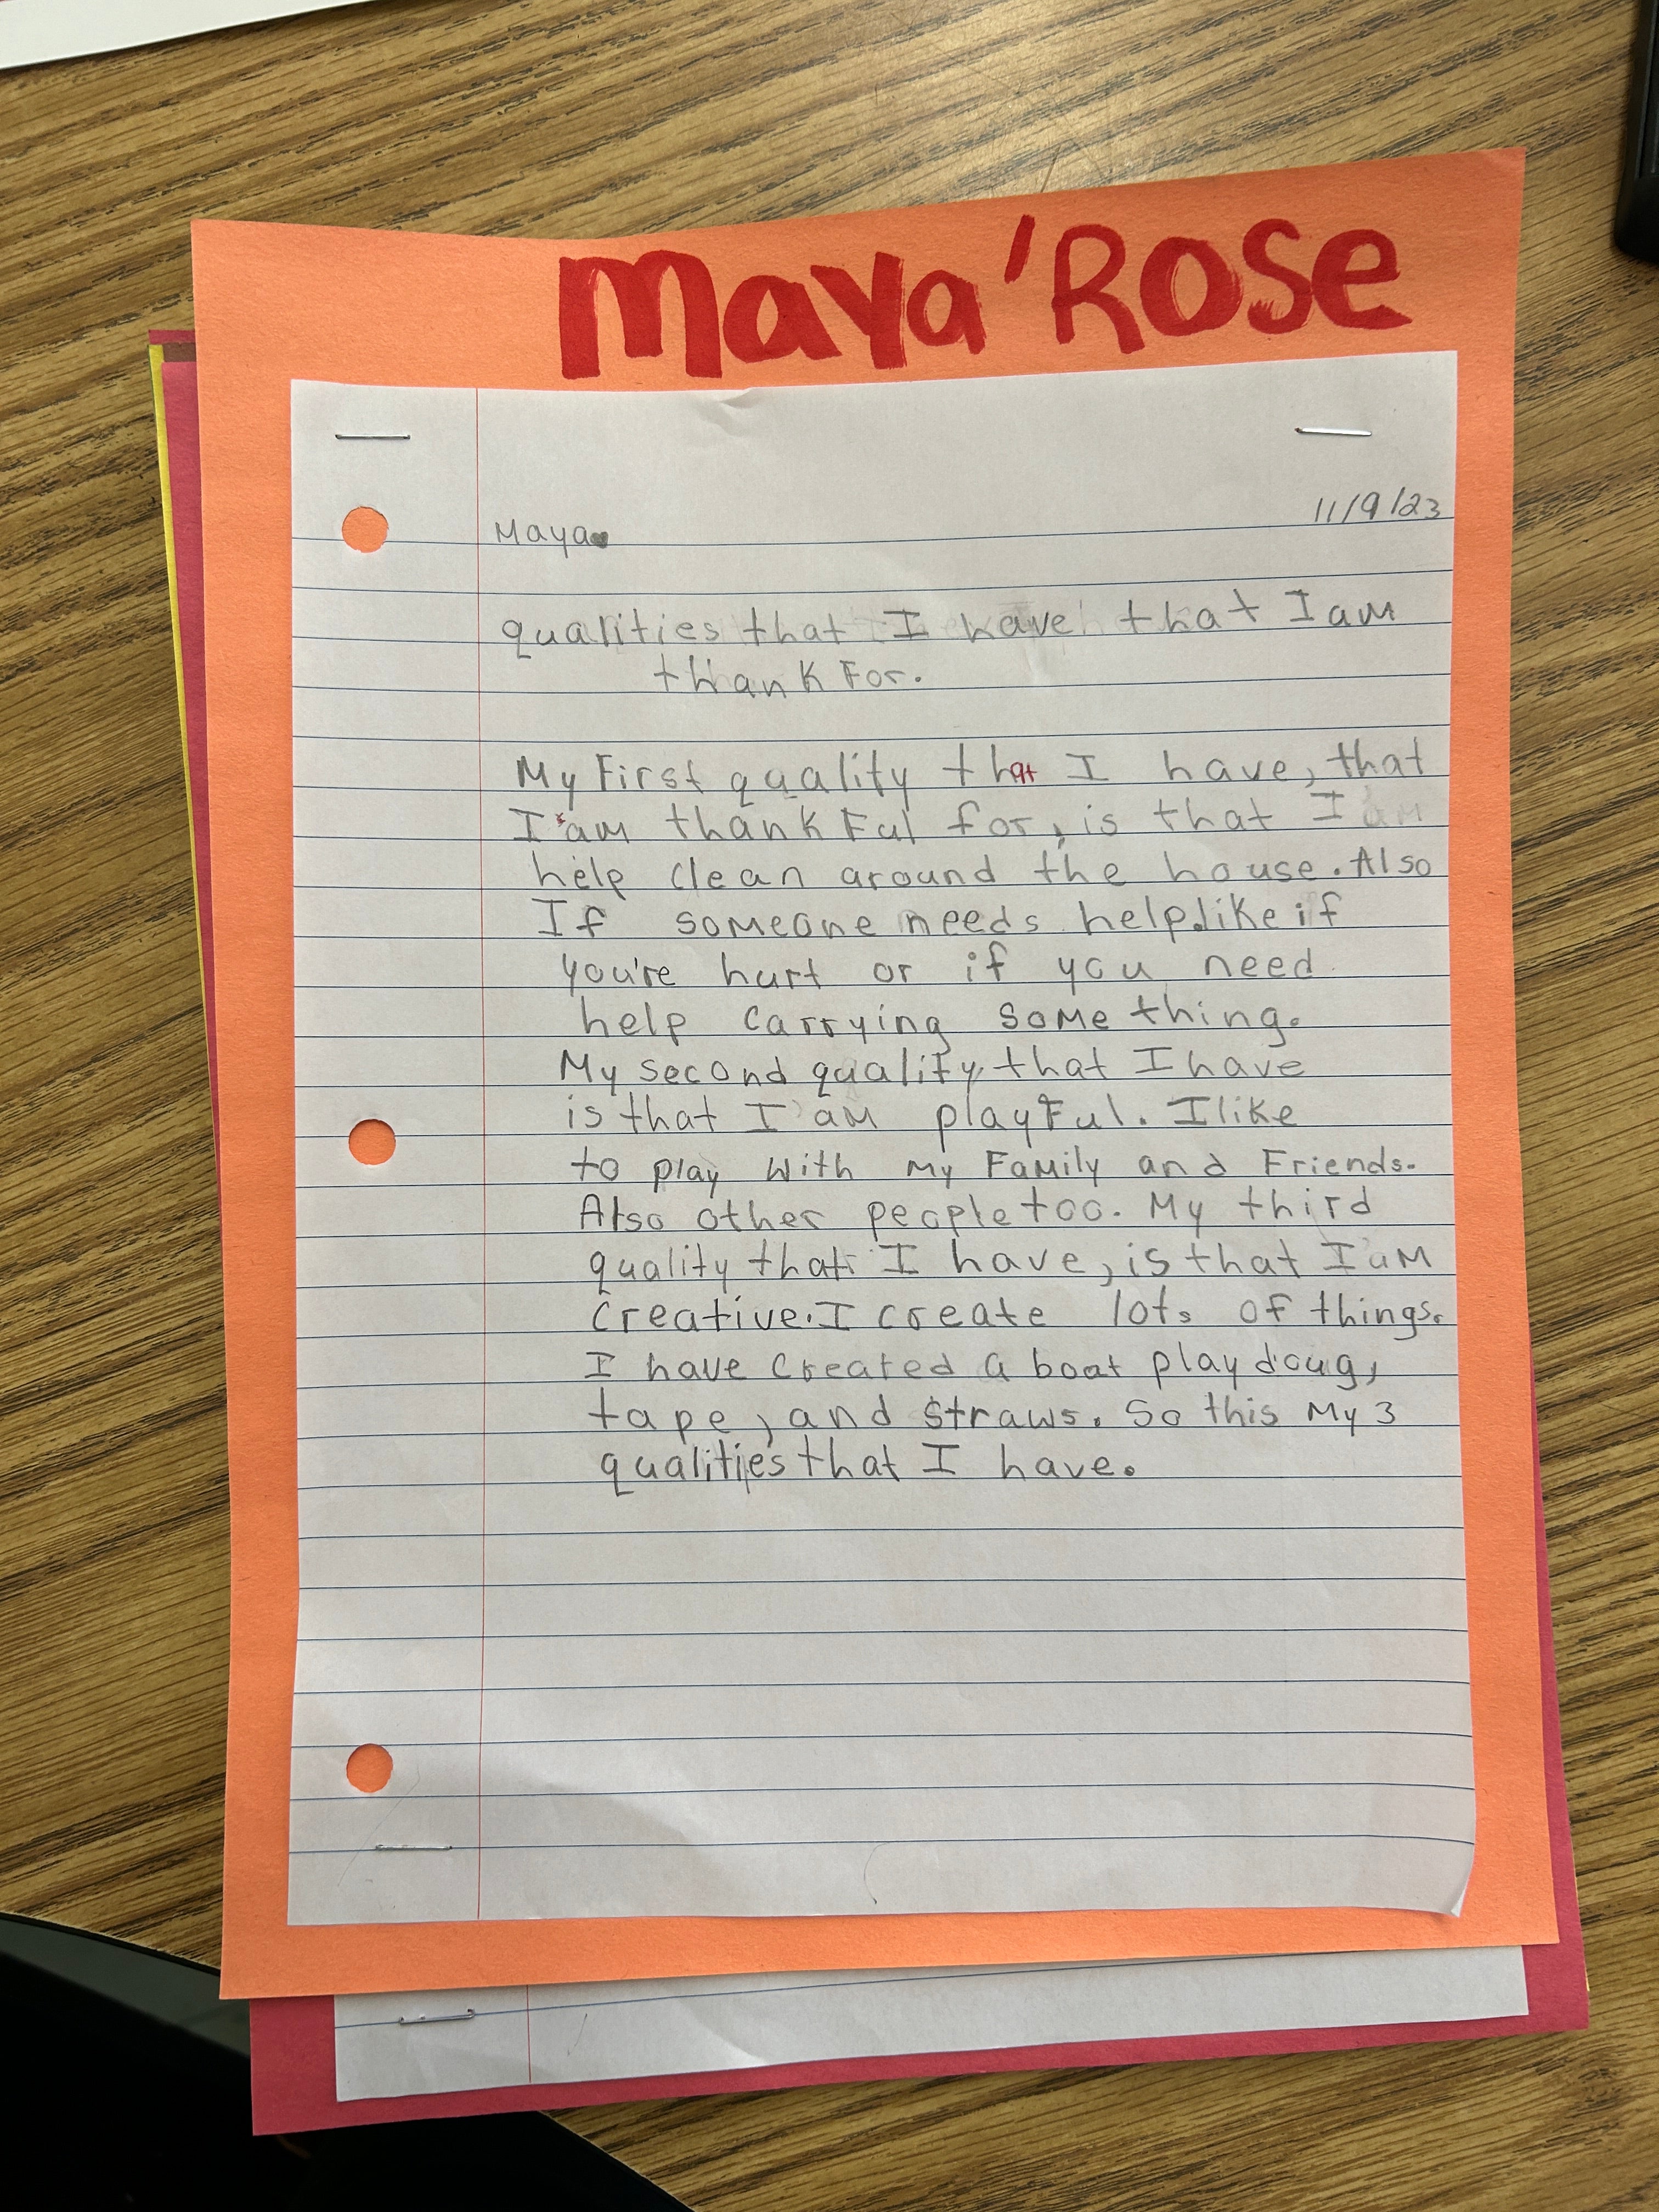 Maya'Rose
Maya
11/9/23
qualities that I have that I am
thank For.
My First quality that I have, that
I am thankFul for, is that I
help clean around the house. Also
If someone needs help.like if
you're hurt or if you need
help carrying something.
My second quality, that I have
is that I am playFul. I like
to play with my Family and Friends.
Also other people too. My third
quality that I have, is that I am
Creative. I create lots of things.
I have created a boat play doug,
tape, and straws. So this My 3
qualities that I have.